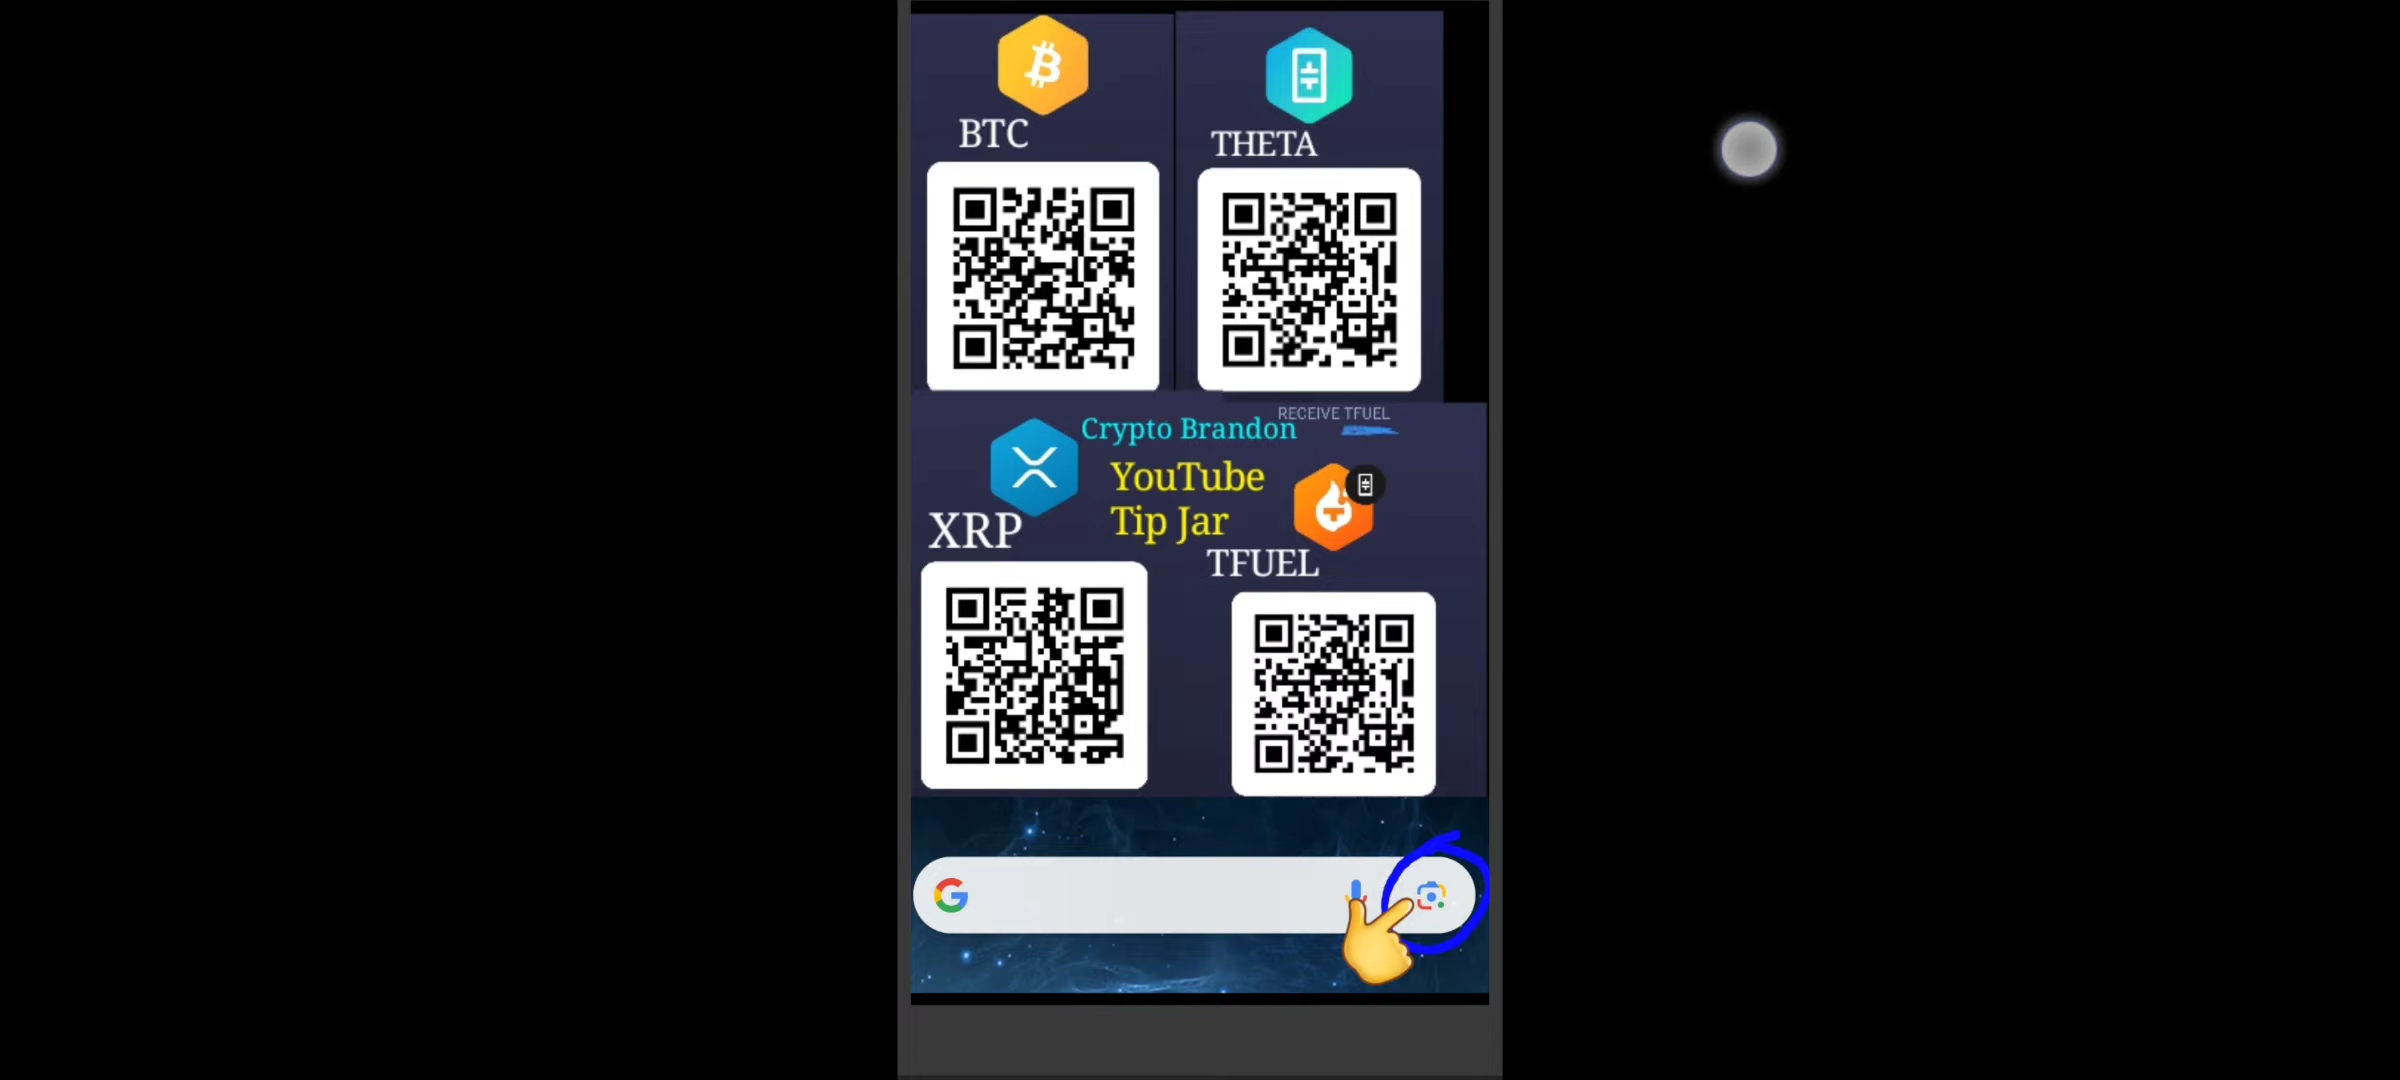 BTC
THETA
RECEIVE TFUEL
Crypto Brandon
YouTube
Tip Jar
XRP
TFUEL